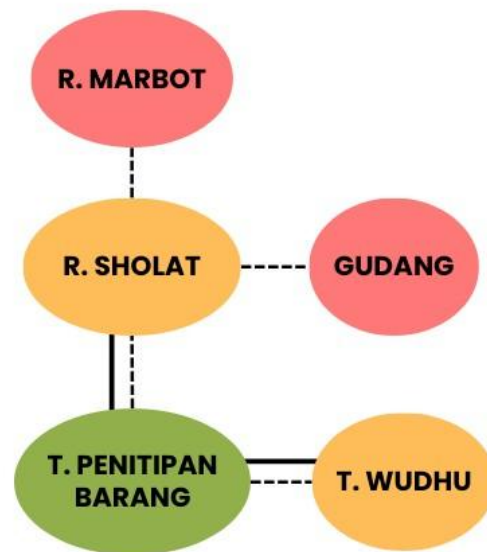 R. MARBOT
R. SHOLAT
GUDANG
T. PENITIPAN
BARANG
T. WUDHU